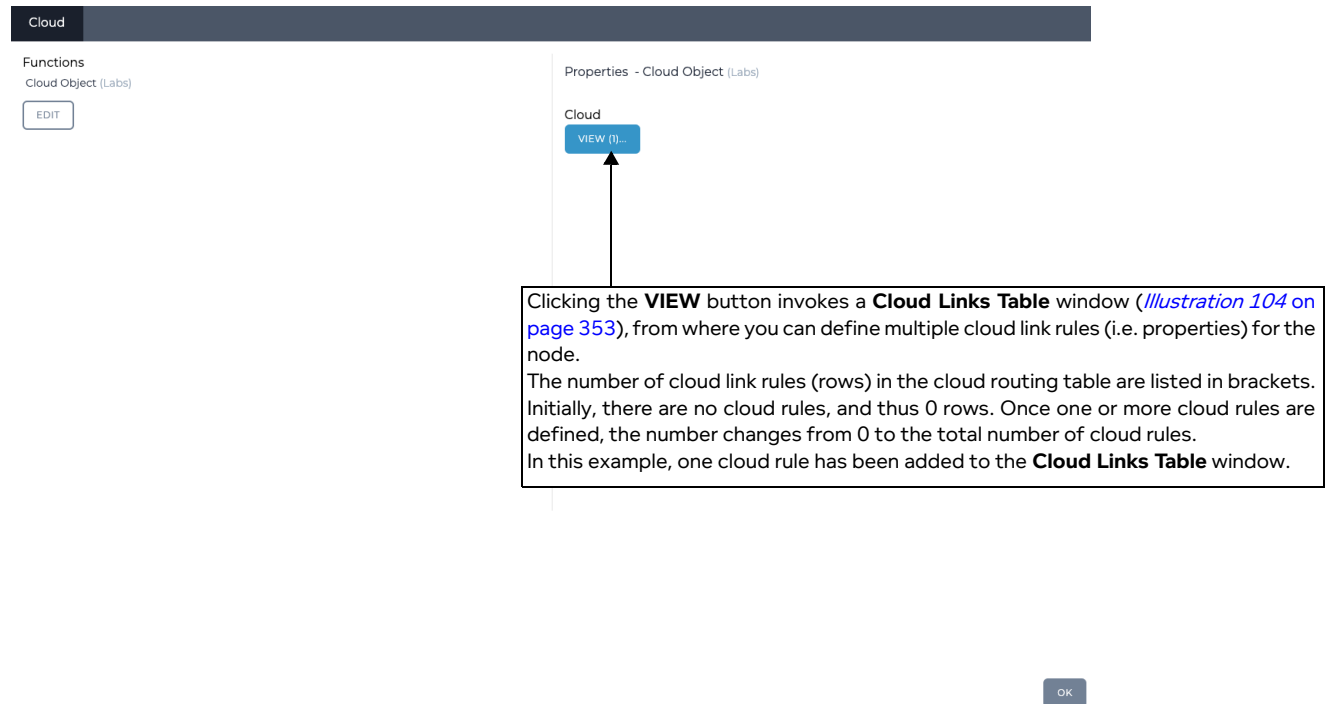 Cloud
Functions
Cloud Object (Labs)
EDIT
Properties - Cloud Object (Labs)
Cloud
VIEW (1)...
Clicking the VIEW button invokes a Cloud Links Table window (Illustration 104 on
page 353), from where you can define multiple cloud link rules (i.e. properties) for the
node.
The number of cloud link rules (rows) in the cloud routing table are listed in brackets.
Initially, there are no cloud rules, and thus 0 rows. Once one or more cloud rules are
defined, the number changes from 0 to the total number of cloud rules.
In this example, one cloud rule has been added to the Cloud Links Table window.
OK